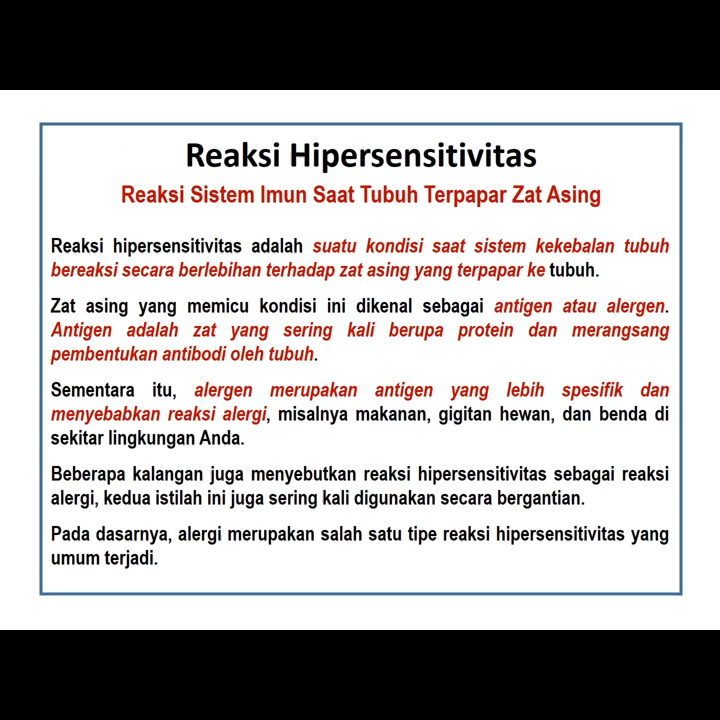 Reaksi Hipersensitivitas
Reaksi Sistem Imun Saat Tubuh Terpapar Zat Asing
Reaksi hipersensitivitas adalah suatu kondisi saat sistem kekebalan tubuh
bereaksi secara berlebihan terhadap zat asing yang terpapar ke tubuh.
Zat asing yang memicu kondisi ini dikenal sebagai antigen atau alergen.
Antigen adalah zat yang sering kali berupa protein dan merangsang
pembentukan antibodi oleh tubuh.
Sementara itu, alergen merupakan antigen yang lebih spesifik dan
menyebabkan reaksi alergi, misalnya makanan, gigitan hewan, dan benda di
sekitar lingkungan Anda.
Beberapa kalangan juga menyebutkan reaksi hipersensitivitas sebagai reaksi
alergi, kedua istilah ini juga sering kali digunakan secara bergantian.
Pada dasarnya, alergi merupakan salah satu tipe reaksi hipersensitivitas yang
umum terjadi.